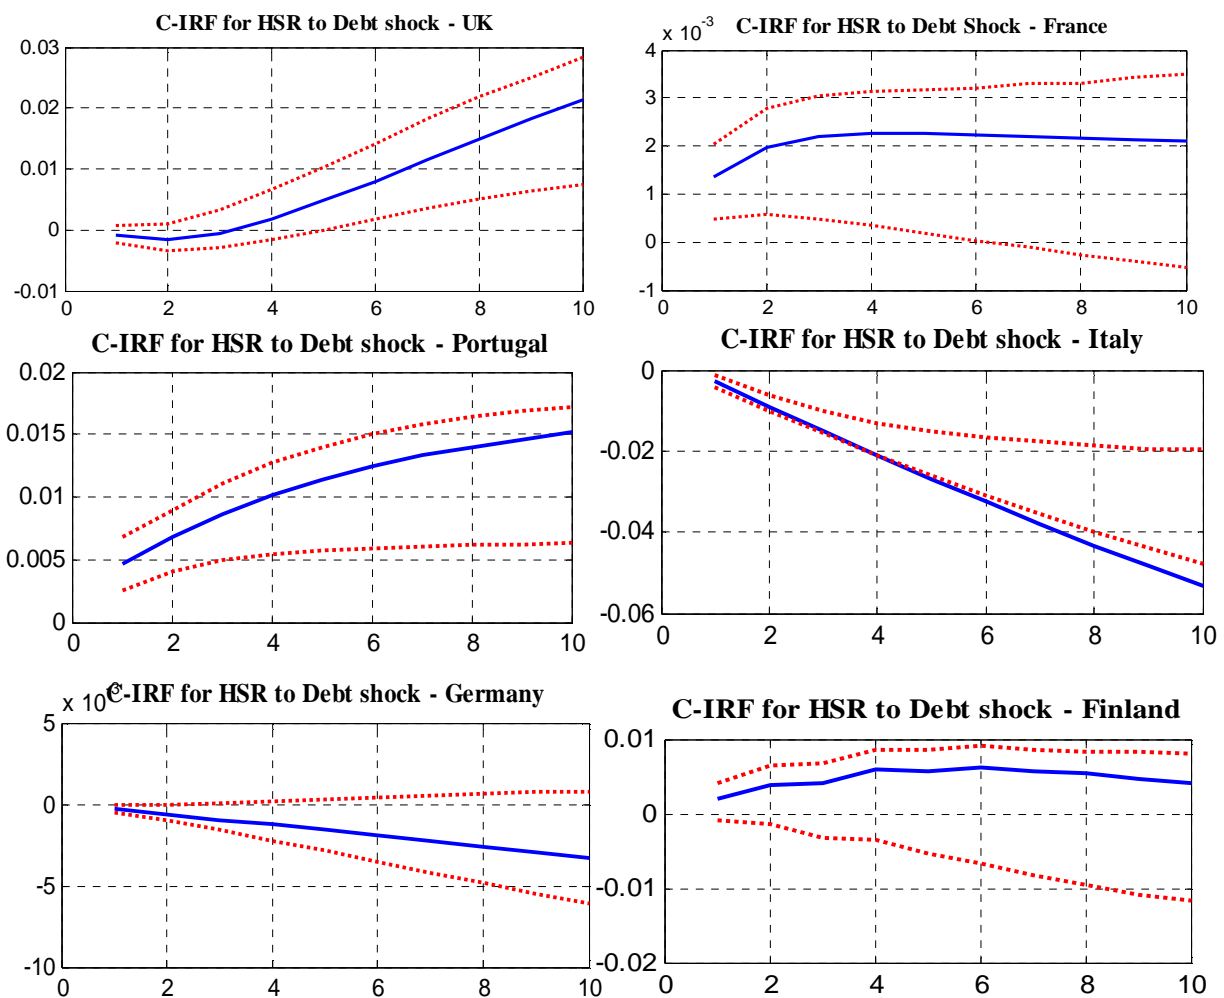 C-IRF for HSR to Debt shock - UK
0.03
0.02
0.01
0
-0.01
0 2 4 6 8 10
x 10-3
C-IRF for HSR to Debt Shock - France
4
3
2
1
0
-1
0 2 4 6 8 10
C-IRF for HSR to Debt shock - Portugal
0.02
0.015
0.01
0.005
0
0 2 4 6 8 10
C-IRF for HSR to Debt shock - Italy
0
-0.02
-0.04
-0.06
0 2 4 6 8 10
x 10-3
C-IRF for HSR to Debt shock - Germany
5
0
-5
-10
0 2 4 6 8 10
C-IRF for HSR to Debt shock - Finland
0.01
0
-0.01
-0.02
0 2 4 6 8 10